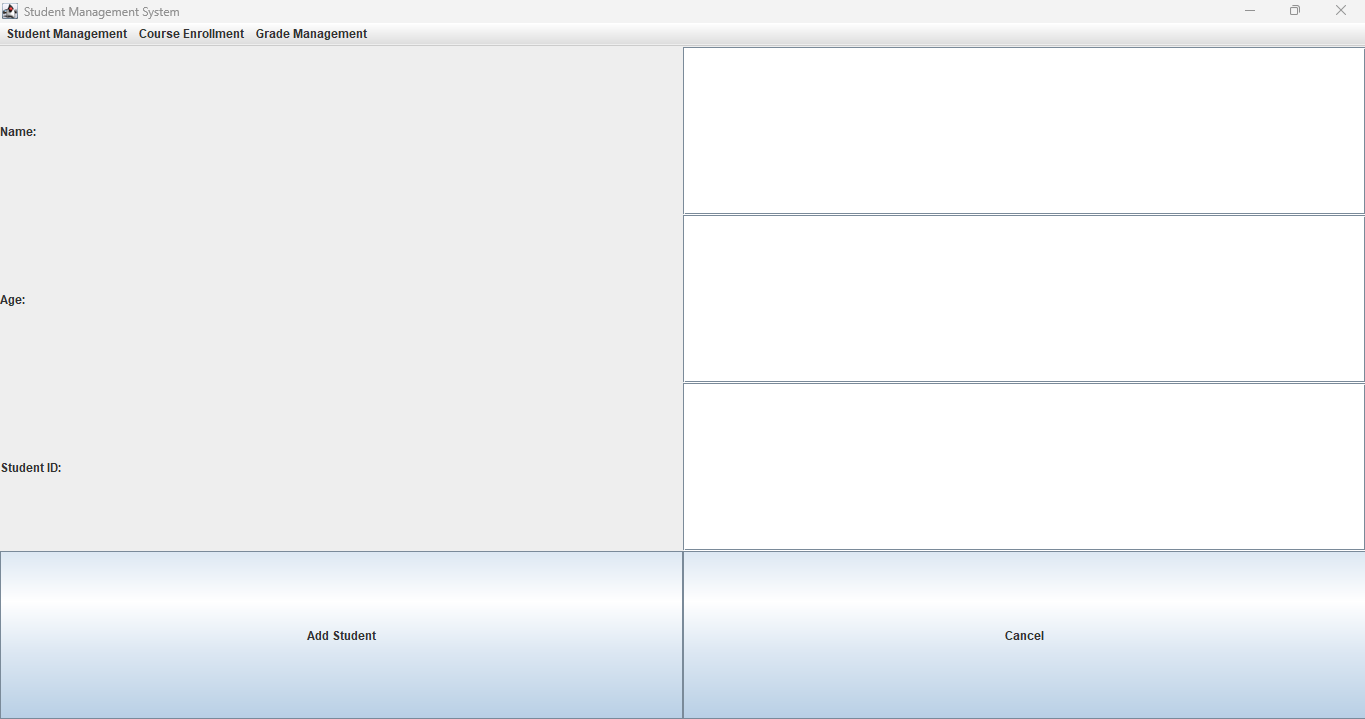 Student Management System
Student Management Course Enrollment Grade Management
Name:
Age:
Student ID:
Add Student Cancel